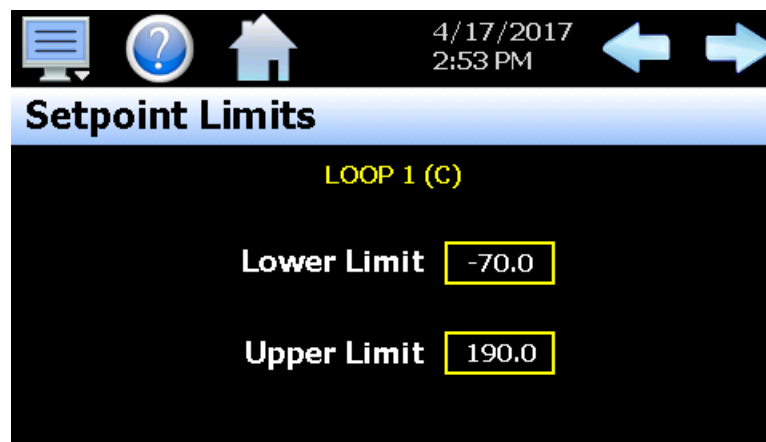 ?
4/17/2017
2:53 PM
Setpoint Limits
LOOP 1 (C)
Lower Limit -70.0
Upper Limit 190.0